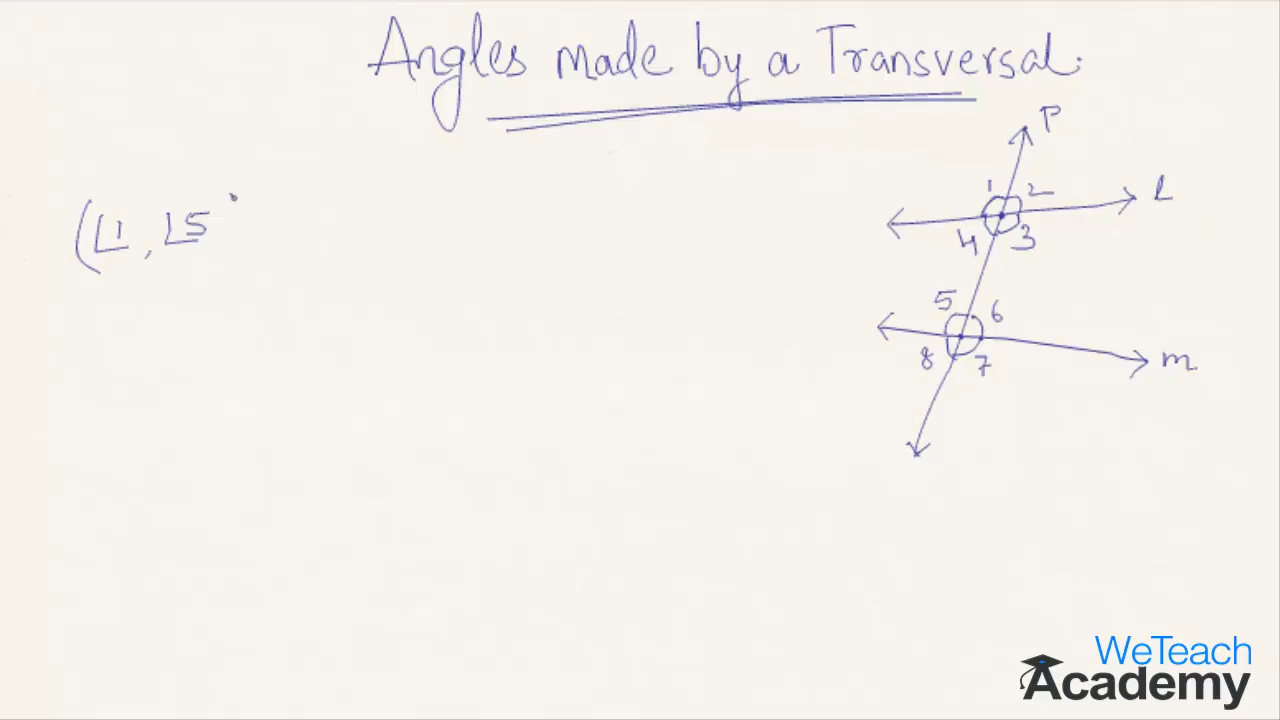 Angles made by a Transversal.
P
1 2 l
4 3
(∠1, ∠5
5 6
8 7 m
WeTeach
Academy